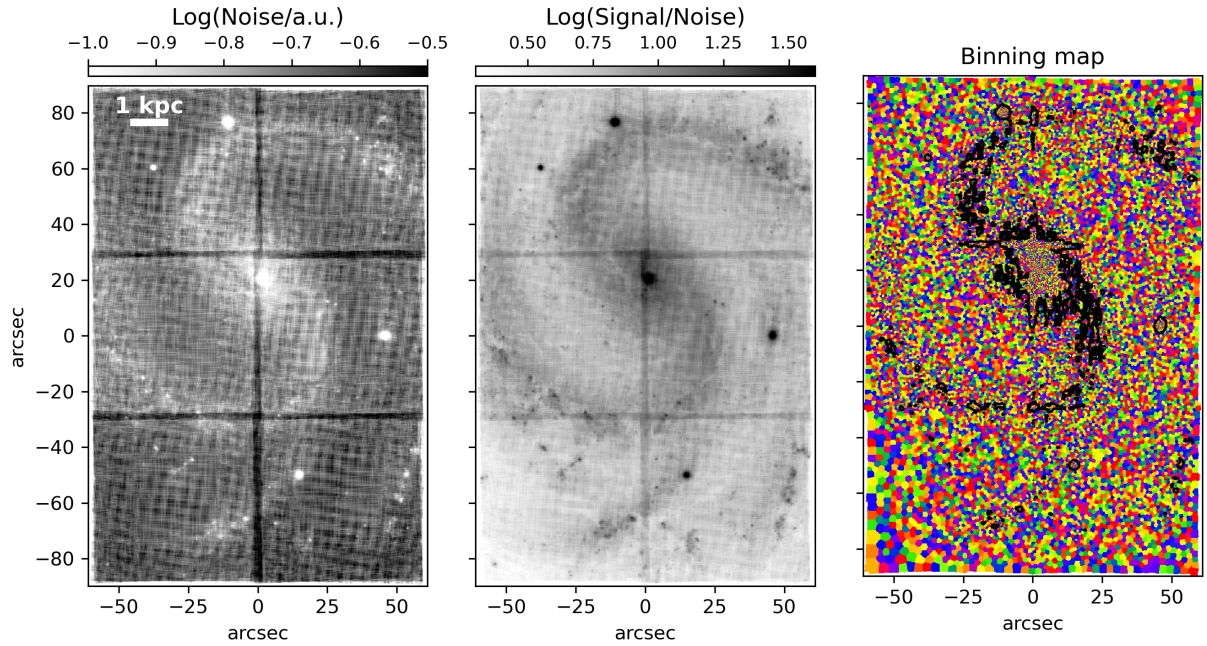 Log(Noise/a.u.)
−1.0 −0.9 −0.8 −0.7 −0.6 −0.5
1 kpc
80
60
40
20
0
−20
−40
−60
−80
arcsec
−50 −25 0 25 50
arcsec
Log(Signal/Noise)
0.50 0.75 1.00 1.25 1.50
−50 −25 0 25 50
arcsec
Binning map
−50 −25 0 25 50
arcsec